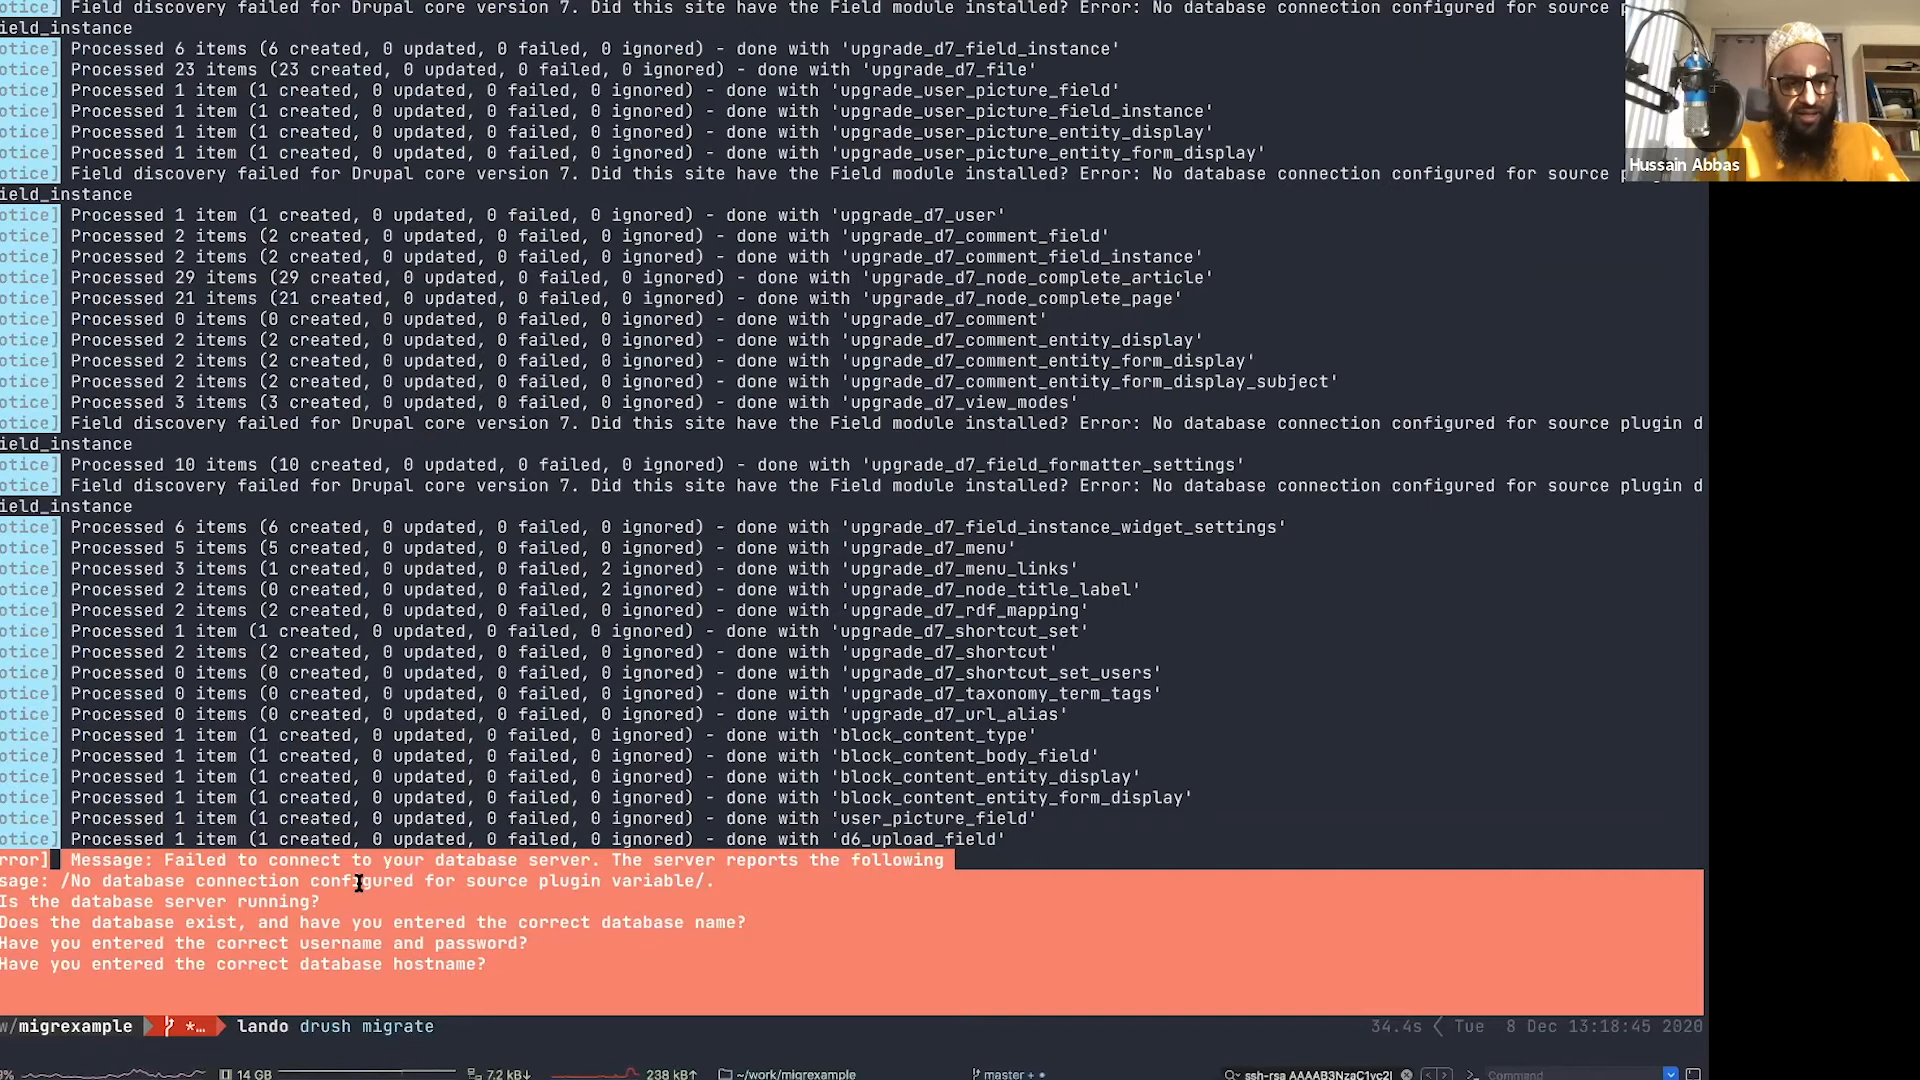 otice] Field discovery failed for Drupal core version 7. Did this site have the Field module installed? Error: No database connection configured for source
ield_instance
otice] Processed 6 items (6 created, 0 updated, 0 failed, 0 ignored) - done with 'upgrade_d7_field_instance'
otice] Processed 23 items (23 created, 0 updated, 0 failed, 0 ignored) - done with 'upgrade_d7_file'
otice] Processed 1 item (1 created, 0 updated, 0 failed, 0 ignored) - done with 'upgrade_user_picture_field'
otice] Processed 1 item (1 created, 0 updated, 0 failed, 0 ignored) - done with 'upgrade_user_picture_field_instance'
otice] Processed 1 item (1 created, 0 updated, 0 failed, 0 ignored) - done with 'upgrade_user_picture_entity_display'
otice] Processed 1 item (1 created, 0 updated, 0 failed, 0 ignored) - done with 'upgrade_user_picture_entity_form_display'
Hussain Abbas
otice] Field discovery failed for Drupal core version 7. Did this site have the Field module installed? Error: No database connection configured for source
ield_instance
otice] Processed 1 item (1 created, 0 updated, 0 failed, 0 ignored) - done with 'upgrade_d7_user'
otice] Processed 2 items (2 created, 0 updated, 0 failed, 0 ignored) - done with 'upgrade_d7_comment_field'
otice] Processed 2 items (2 created, 0 updated, 0 failed, 0 ignored) - done with 'upgrade_d7_comment_field_instance'
otice] Processed 29 items (29 created, 0 updated, 0 failed, 0 ignored) - done with 'upgrade_d7_node_complete_article'
otice] Processed 21 items (21 created, 0 updated, 0 failed, 0 ignored) - done with 'upgrade_d7_node_complete_page'
otice] Processed 0 items (0 created, 0 updated, 0 failed, 0 ignored) - done with 'upgrade_d7_comment'
otice] Processed 2 items (2 created, 0 updated, 0 failed, 0 ignored) - done with 'upgrade_d7_comment_entity_display'
otice] Processed 2 items (2 created, 0 updated, 0 failed, 0 ignored) - done with 'upgrade_d7_comment_entity_form_display'
otice] Processed 2 items (2 created, 0 updated, 0 failed, 0 ignored) - done with 'upgrade_d7_comment_entity_form_display_subject'
otice] Processed 3 items (3 created, 0 updated, 0 failed, 0 ignored) - done with 'upgrade_d7_view_modes'
otice] Field discovery failed for Drupal core version 7. Did this site have the Field module installed? Error: No database connection configured for source plugin d
ield_instance
otice] Processed 10 items (10 created, 0 updated, 0 failed, 0 ignored) - done with 'upgrade_d7_field_formatter_settings'
otice] Field discovery failed for Drupal core version 7. Did this site have the Field module installed? Error: No database connection configured for source plugin d
ield_instance
otice] Processed 6 items (6 created, 0 updated, 0 failed, 0 ignored) - done with 'upgrade_d7_field_instance_widget_settings'
otice] Processed 5 items (5 created, 0 updated, 0 failed, 0 ignored) - done with 'upgrade_d7_menu'
otice] Processed 3 items (1 created, 0 updated, 0 failed, 2 ignored) - done with 'upgrade_d7_menu_links'
otice] Processed 2 items (0 created, 0 updated, 0 failed, 2 ignored) - done with 'upgrade_d7_node_title_label'
otice] Processed 2 items (2 created, 0 updated, 0 failed, 0 ignored) - done with 'upgrade_d7_rdf_mapping'
otice] Processed 1 item (1 created, 0 updated, 0 failed, 0 ignored) - done with 'upgrade_d7_shortcut_set'
otice] Processed 2 items (2 created, 0 updated, 0 failed, 0 ignored) - done with 'upgrade_d7_shortcut'
otice] Processed 0 items (0 created, 0 updated, 0 failed, 0 ignored) - done with 'upgrade_d7_shortcut_set_users'
otice] Processed 0 items (0 created, 0 updated, 0 failed, 0 ignored) - done with 'upgrade_d7_taxonomy_term_tags'
otice] Processed 0 items (0 created, 0 updated, 0 failed, 0 ignored) - done with 'upgrade_d7_url_alias'
otice] Processed 1 item (1 created, 0 updated, 0 failed, 0 ignored) - done with 'block_content_type'
otice] Processed 1 item (1 created, 0 updated, 0 failed, 0 ignored) - done with 'block_content_body_field'
otice] Processed 1 item (1 created, 0 updated, 0 failed, 0 ignored) - done with 'block_content_entity_display'
otice] Processed 1 item (1 created, 0 updated, 0 failed, 0 ignored) - done with 'block_content_entity_form_display'
otice] Processed 1 item (1 created, 0 updated, 0 failed, 0 ignored) - done with 'user_picture_field'
otice] Processed 1 item (1 created, 0 updated, 0 failed, 0 ignored) - done with 'd6_upload_field'
rror] Message: Failed to connect to your database server. The server reports the following
sage: /No database connection configured for source plugin variable/.
Is the database server running?
Does the database exist, and have you entered the correct database name?
Have you entered the correct username and password?
Have you entered the correct database hostname?
w/migrexample *… lando drush migrate 34.4s Tue 8 Dec 13:18:45 2020
% 14 GB 7.2 kB↓ 238 kB↑ ~/work/migrexample master + • ssh-rsa AAAAB3NzaC1yc2l Command